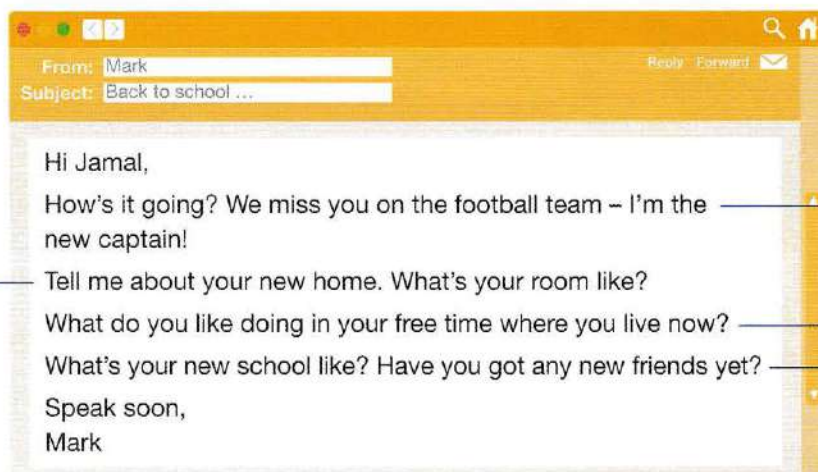 From: Mark
Reply Forward
Subject: Back to school ...
Hi Jamal,
How's it going? We miss you on the football team – I'm the
new captain!
Tell me about your new home. What's your room like?
What do you like doing in your free time where you live now?
What's your new school like? Have you got any new friends yet?
Speak soon,
Mark